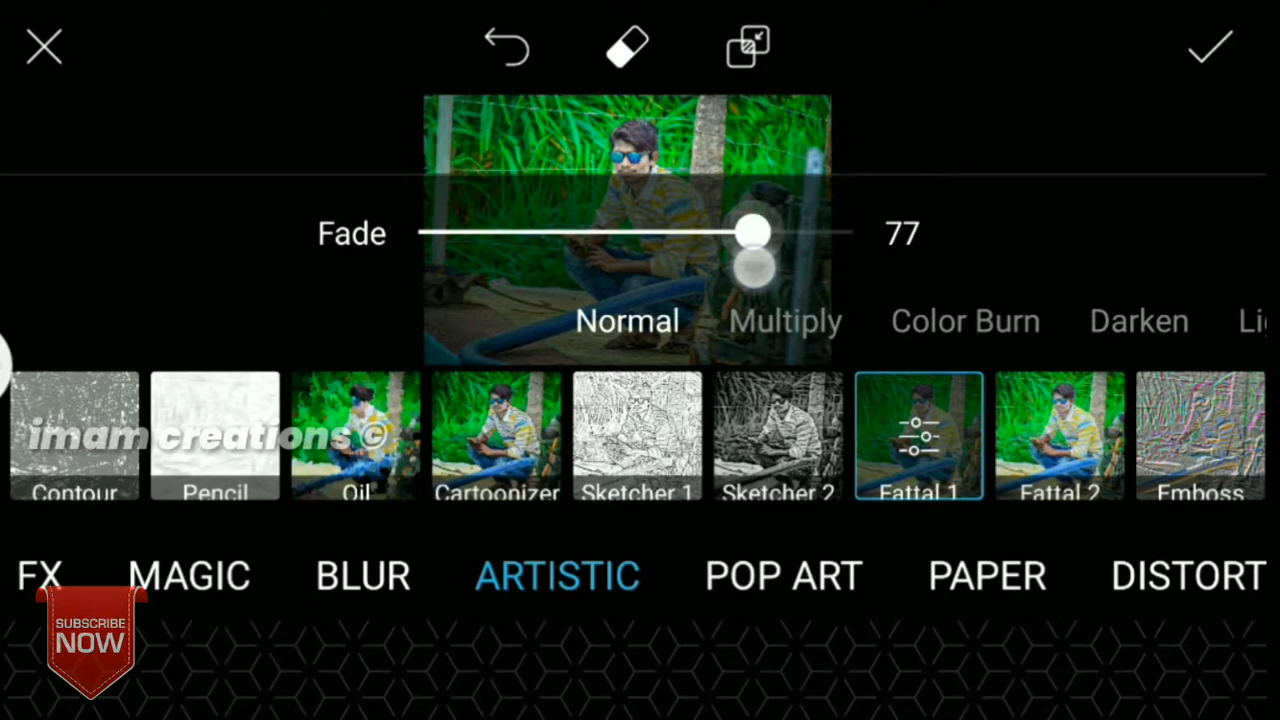 Fade 77
Normal Multiply Color Burn Darken
imam creations©
Contour Pencil Oil Cartoonizer Sketcher 1 Sketcher 2 Fattal 1 Fattal 2 Emboss
FX MAGIC BLUR ARTISTIC POP ART PAPER DISTORT
SUBSCRIBE
NOW